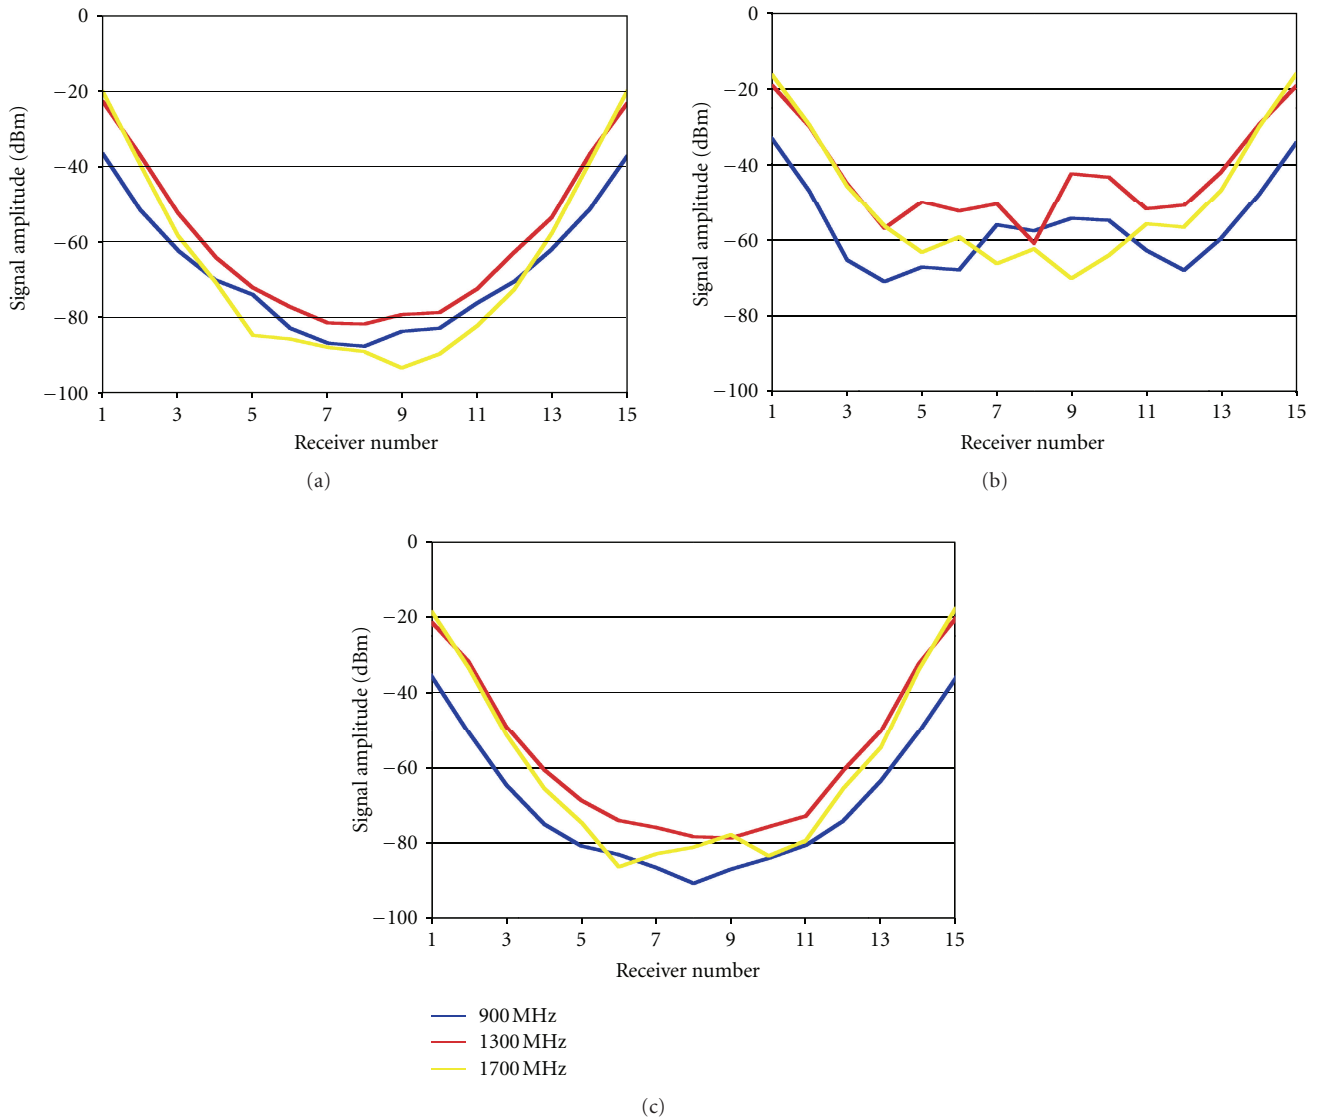 0
−20
−40
−60
−80
−100
Signal amplitude (dBm)
1 3 5 7 9 11 13 15
Receiver number
(a)
0
−20
−40
−60
−80
−100
Signal amplitude (dBm)
1 3 5 7 9 11 13 15
Receiver number
(b)
0
−20
−40
−60
−80
−100
Signal amplitude (dBm)
1 3 5 7 9 11 13 15
Receiver number
900 MHz
1300 MHz
1700 MHz
(c)